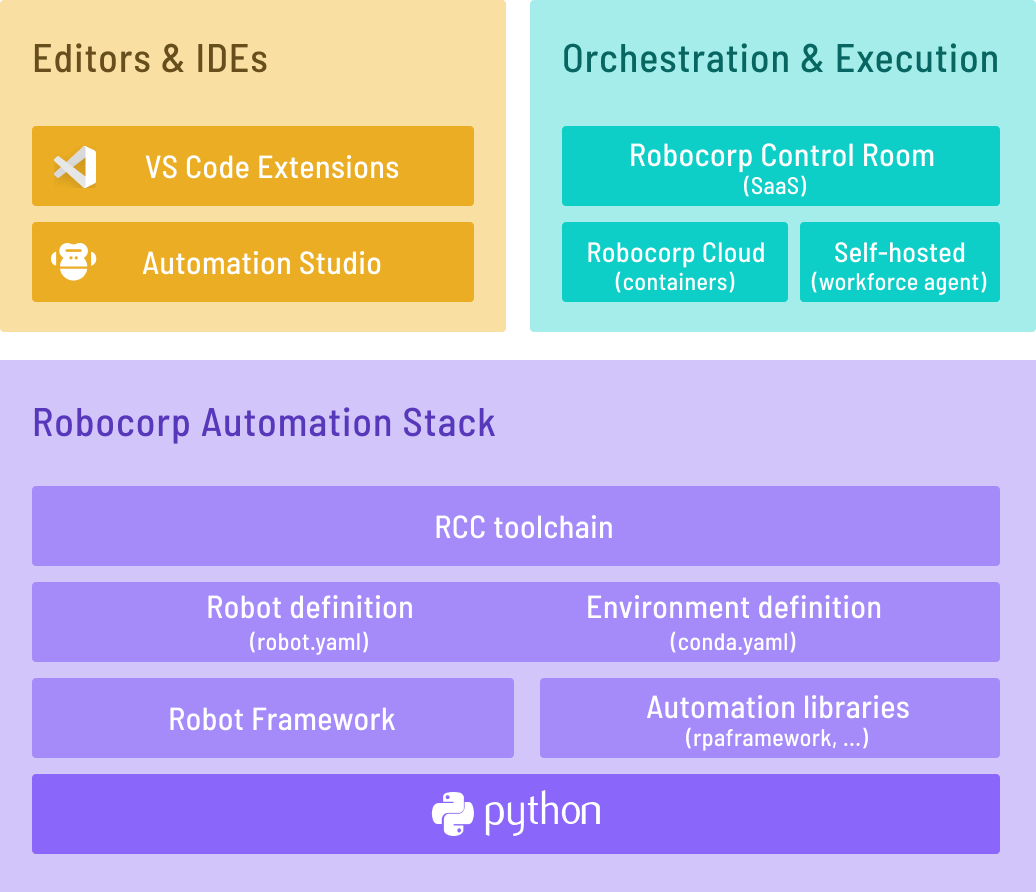 Editors & IDEs
VS Code Extensions
Automation Studio
Orchestration & Execution
Robocorp Control Room
(SaaS)
Robocorp Cloud
(containers)
Self-hosted
(workforce agent)
Robocorp Automation Stack
RCC toolchain
Robot definition
(robot.yaml)
Environment definition
(conda.yaml)
Robot Framework
Automation libraries
(rpaframework, ...)
python